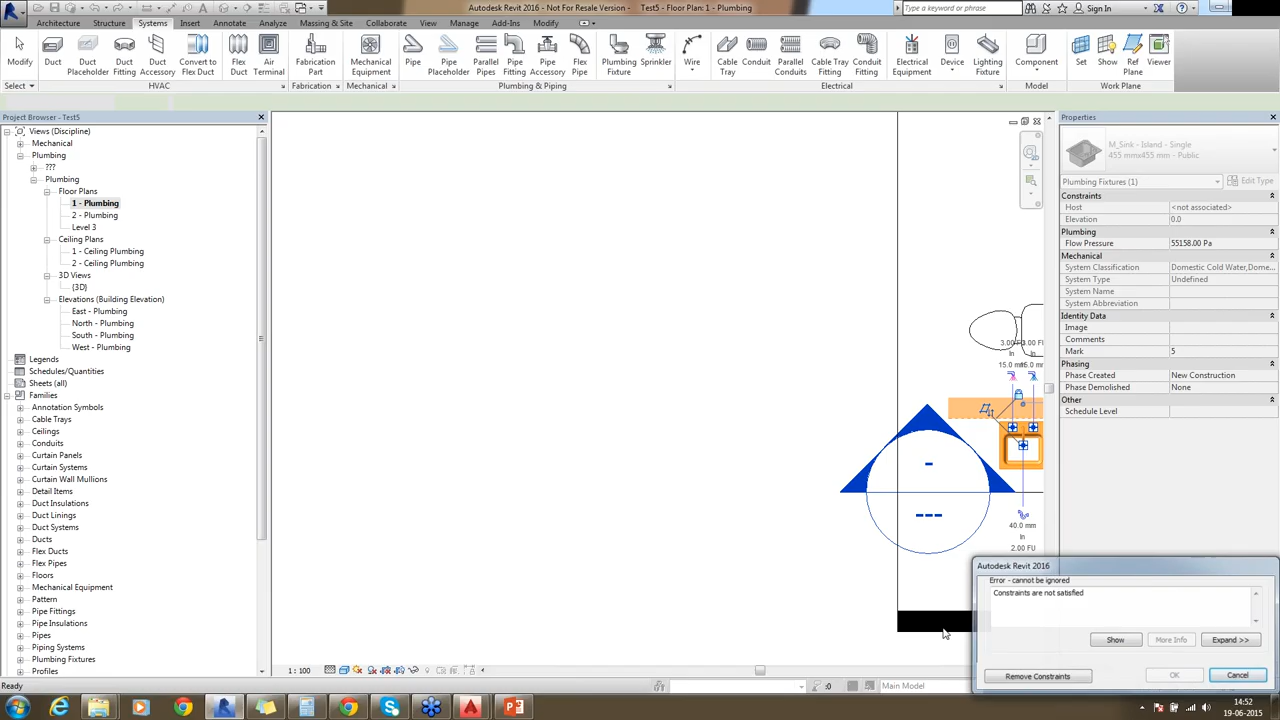 Autodesk Revit 2016 - Not For Resale Version - Test5 - Floor Plan: 1 - Plumbing
Type a keyword or phrase
Sign In
Architecture Structure Systems Insert Annotate Analyze Massing & Site Collaborate View Manage Add-Ins Modify
Modify
Duct
Duct Placeholder
Duct Fitting
Duct Accessory
Convert to Flex Duct
Flex Duct
Air Terminal
Fabrication Part
Mechanical Equipment
Pipe
Pipe Placeholder
Parallel Pipes
Pipe Fitting
Pipe Accessory
Flex Pipe
Plumbing Fixture
Sprinkler
Wire
Cable Tray
Conduit
Parallel Conduits
Cable Tray Fitting
Conduit Fitting
Electrical Equipment
Device
Lighting Fixture
Component
Set
Show
Ref Plane
Viewer
Select HVAC Fabrication Mechanical Plumbing & Piping Electrical Model Work Plane
Project Browser - Test5
Views (Discipline)
Mechanical
Plumbing
???
Plumbing
Floor Plans
1 - Plumbing
2 - Plumbing
Level 3
Ceiling Plans
1 - Ceiling Plumbing
2 - Ceiling Plumbing
3D Views
{3D}
Elevations (Building Elevation)
East - Plumbing
North - Plumbing
South - Plumbing
West - Plumbing
Legends
Schedules/Quantities
Sheets (all)
Families
Annotation Symbols
Cable Trays
Ceilings
Conduits
Curtain Panels
Curtain Systems
Curtain Wall Mullions
Detail Items
Duct Insulations
Duct Linings
Duct Systems
Ducts
Flex Ducts
Flex Pipes
Floors
Mechanical Equipment
Pattern
Pipe Fittings
Pipe Insulations
Pipes
Piping Systems
Plumbing Fixtures
Profiles
In In
-
---
40.0 mm
In
2.00 FU
Properties
M_Sink - Island - Single
455 mmx455 mm - Public
Plumbing Fixtures (1) Edit Type
Constraints
Host <not associated>
Elevation 0.0
Plumbing
Flow Pressure 55158.00 Pa
Mechanical
System Classification Domestic Cold Water,Dome...
System Type Undefined
System Name
System Abbreviation
Identity Data
Image
Comments
Mark 5
Phasing
Phase Created New Construction
Phase Demolished None
Other
Schedule Level
Autodesk Revit 2016
Error - cannot be ignored
Constraints are not satisfied
Show More Info Expand >>
Remove Constraints OK Cancel
1 : 100
Ready :0 Main Model
14:52
19-06-2015